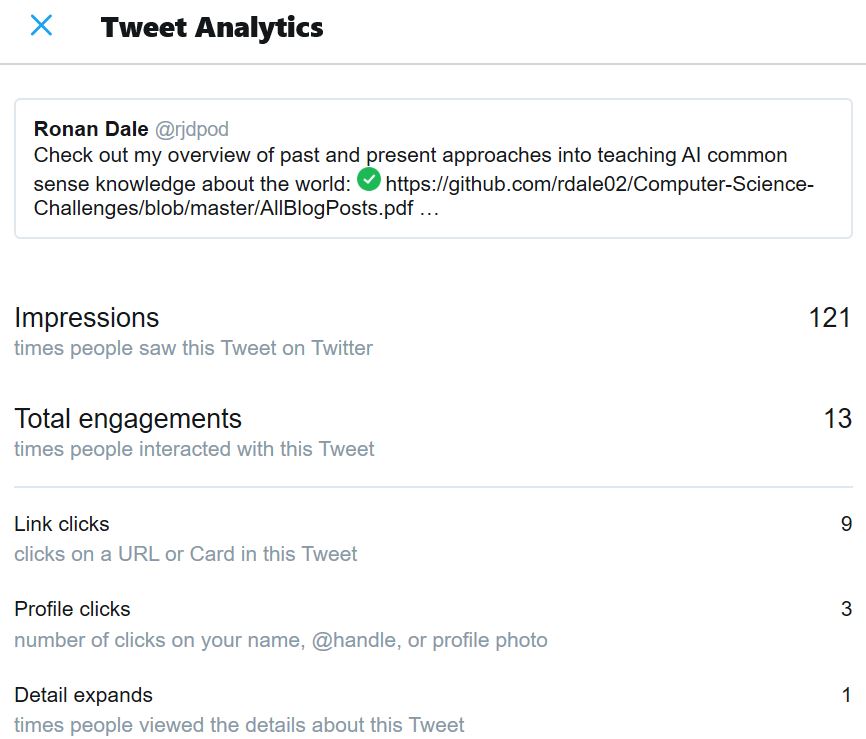 Tweet Analytics
Ronan Dale @rjdpod
Check out my overview of past and present approaches into teaching AI common
sense knowledge about the world: https://github.com/rdale02/Computer-Science-
Challenges/blob/master/AllBlogPosts.pdf …
Impressions 121
times people saw this Tweet on Twitter
Total engagements 13
times people interacted with this Tweet
Link clicks 9
clicks on a URL or Card in this Tweet
Profile clicks 3
number of clicks on your name, @handle, or profile photo
Detail expands 1
times people viewed the details about this Tweet